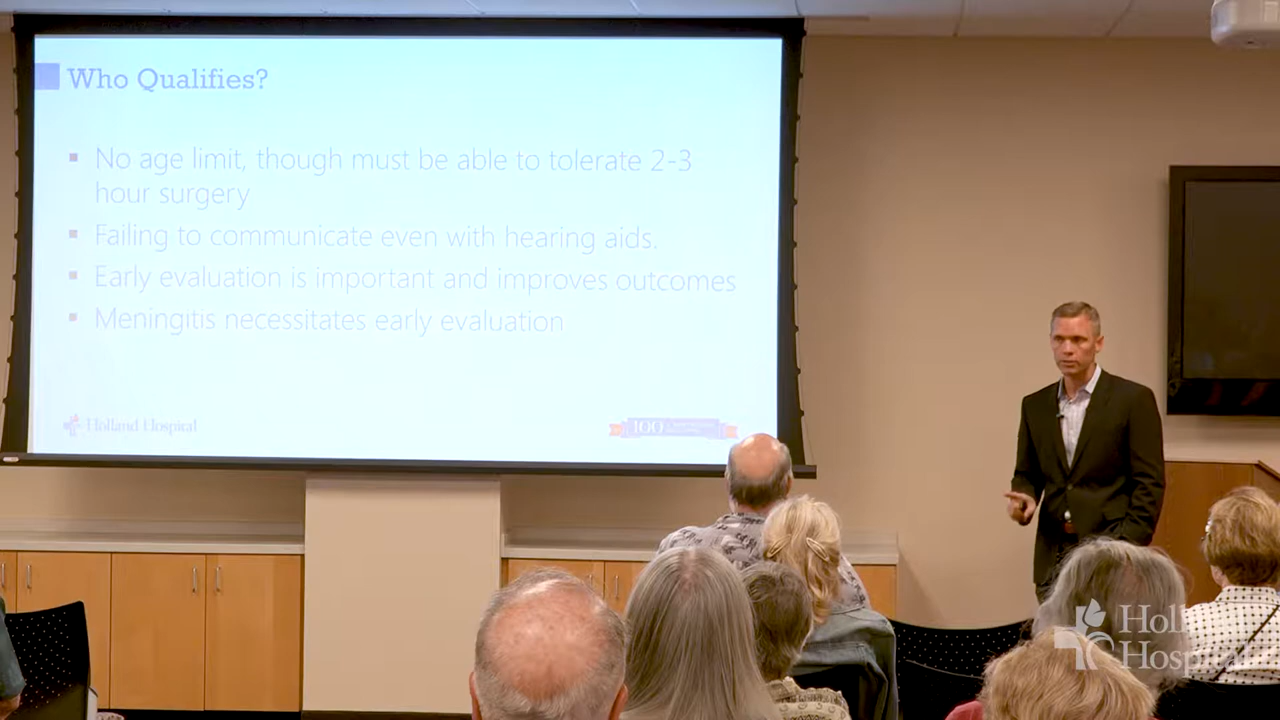 Who Qualifies?
No age limit, though must be able to tolerate 2-3
hour surgery
Failing to communicate even with hearing aids.
Early evaluation is important and improves outcomes
Meningitis necessitates early evaluation
Holland Hospital
100
Holland
Hospital